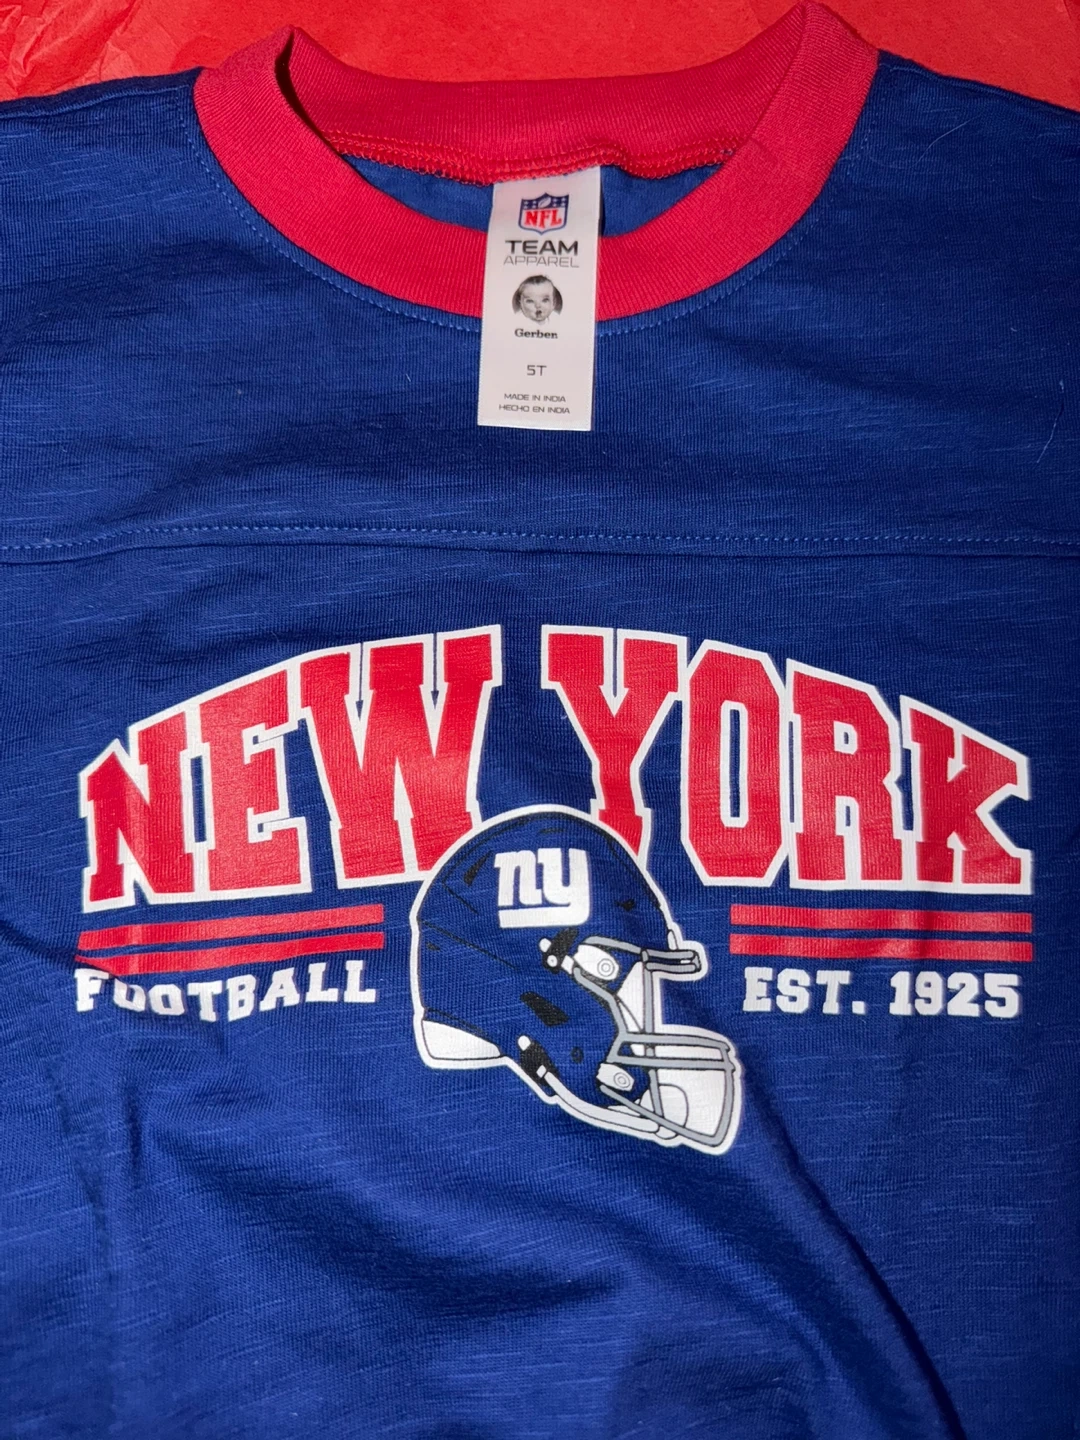 NFL
TEAM
APPAREL
Gerber.
5T
MADE IN INDIA
HECHO EN INDIA
NEW YORK
ny
FOOTBALL
EST. 1925